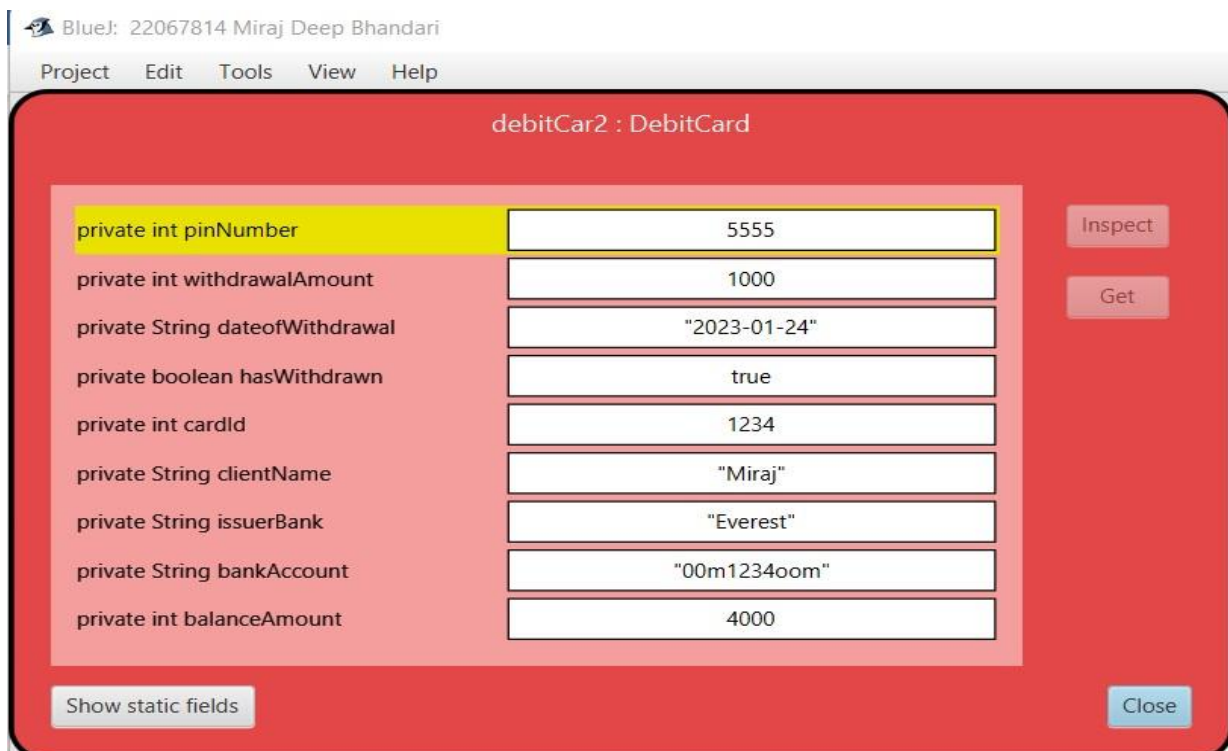 BlueJ: 22067814 Miraj Deep Bhandari
Project Edit Tools View Help
debitCar2 : DebitCard
private int pinNumber 5555
Inspect
private int withdrawalAmount 1000
Get
private String dateofWithdrawal "2023-01-24"
private boolean hasWithdrawn true
private int cardId 1234
private String clientName "Miraj"
private String issuerBank "Everest"
private String bankAccount "00m1234oom"
private int balanceAmount 4000
Show static fields Close